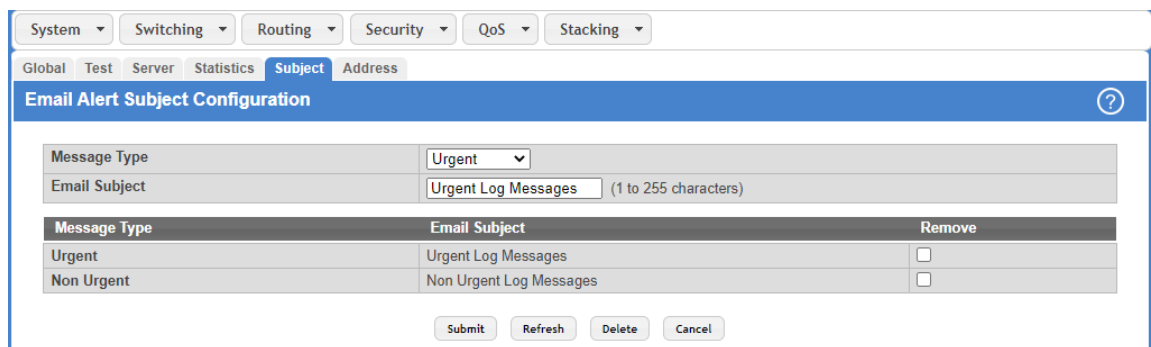 System Switching Routing Security QoS Stacking
Global Test Server Statistics Subject Address
Email Alert Subject Configuration ?
Message Type Urgent
Email Subject Urgent Log Messages (1 to 255 characters)
Message Type Email Subject Remove
Urgent Urgent Log Messages
Non Urgent Non Urgent Log Messages
Submit Refresh Delete Cancel